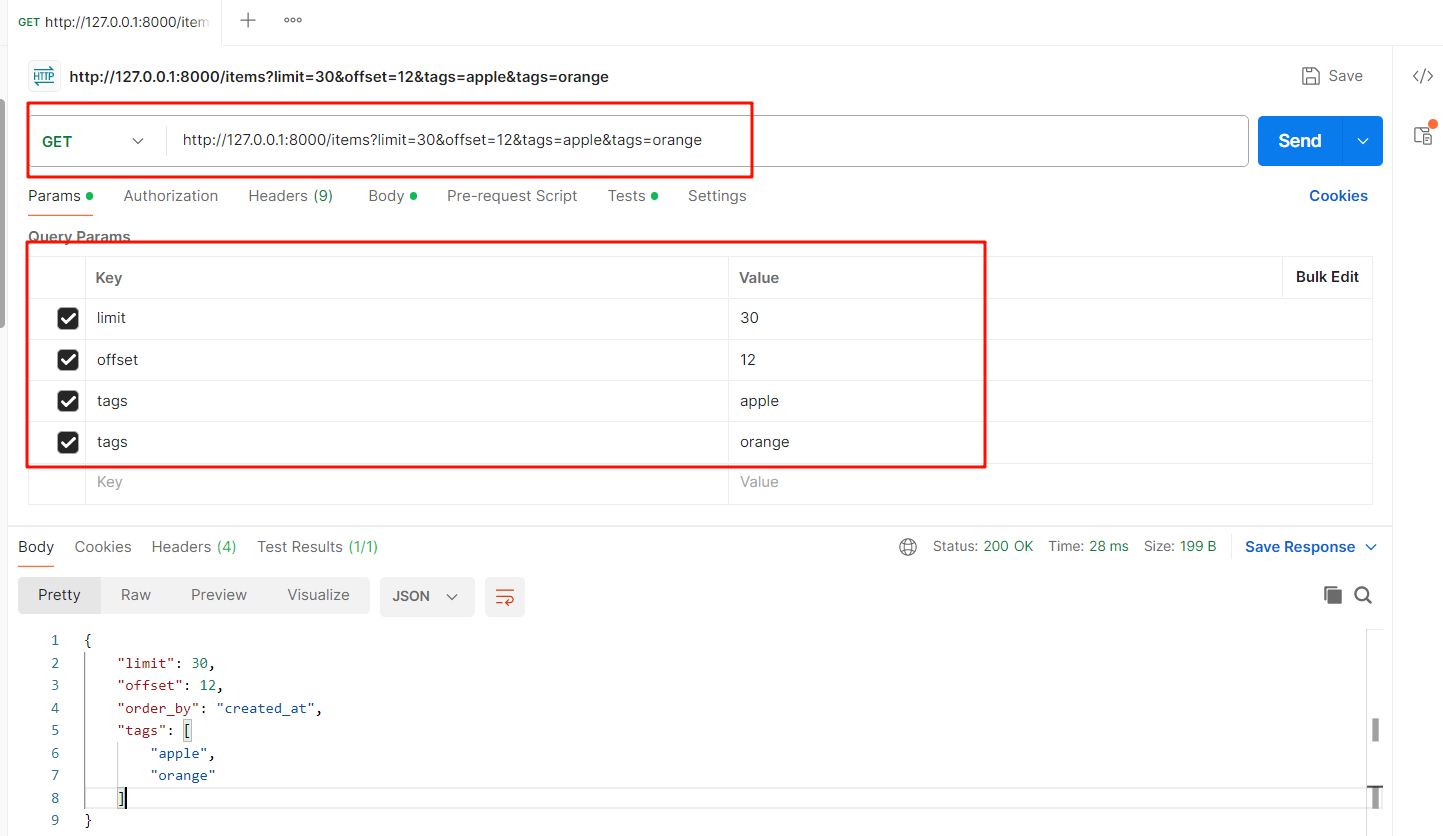 GET http://127.0.0.1:8000/item
HTTP http://127.0.0.1:8000/items?limit=30&offset=12&tags=apple&tags=orange Save
GET http://127.0.0.1:8000/items?limit=30&offset=12&tags=apple&tags=orange Send
Params Authorization Headers (9) Body Pre-request Script Tests Settings Cookies
Query Params
Key Value Bulk Edit
limit 30
offset 12
tags apple
tags orange
Key Value
Body Cookies Headers (4) Test Results (1/1) Status: 200 OK Time: 28 ms Size: 199 B Save Response
Pretty Raw Preview Visualize JSON
1 {
2 "limit": 30,
3 "offset": 12,
4 "order_by": "created_at",
5 "tags": [
6 "apple",
7 "orange"
8 ]
9 }